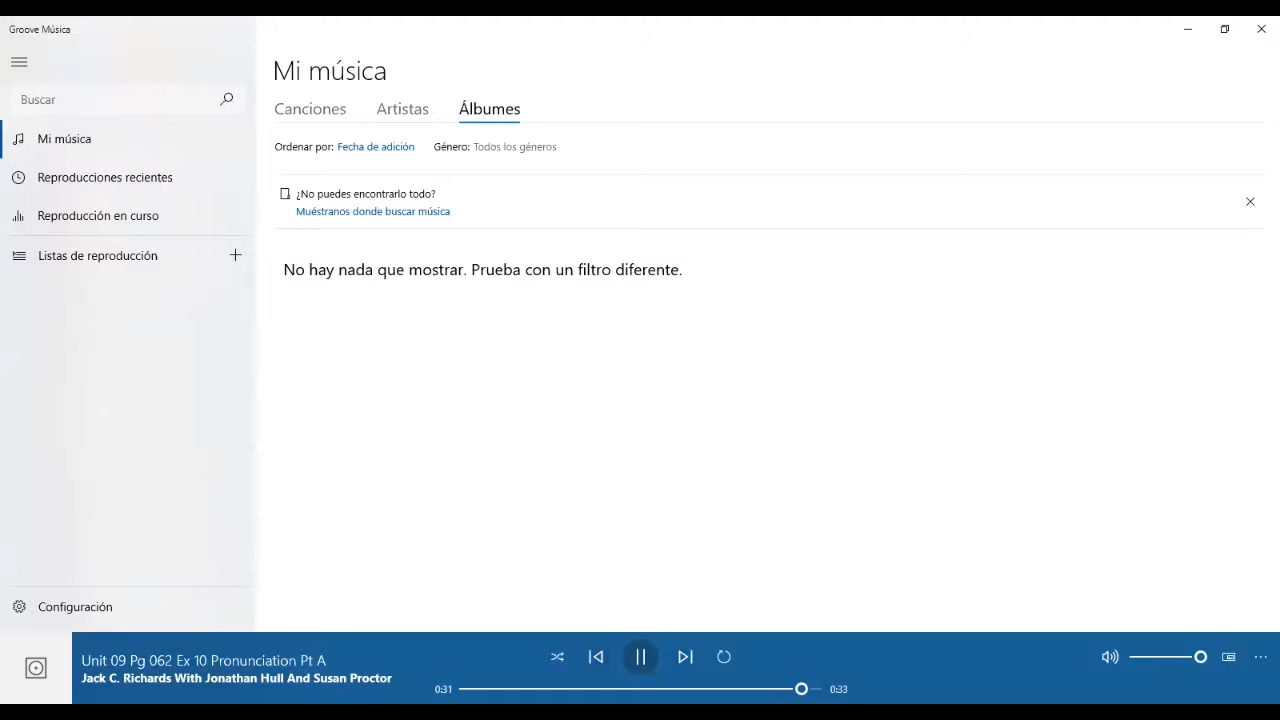 Groove Música
Buscar
Mi música
Reproducciones recientes
Reproducción en curso
Listas de reproducción
Configuración
Mi música
Canciones Artistas Álbumes
Ordenar por: Fecha de adición Género: Todos los géneros
¿No puedes encontrarlo todo?
Muéstranos donde buscar música
No hay nada que mostrar. Prueba con un filtro diferente.
Unit 09 Pg 062 Ex 10 Pronunciation Pt A
Jack C. Richards With Jonathan Hull And Susan Proctor
0:31 0:33